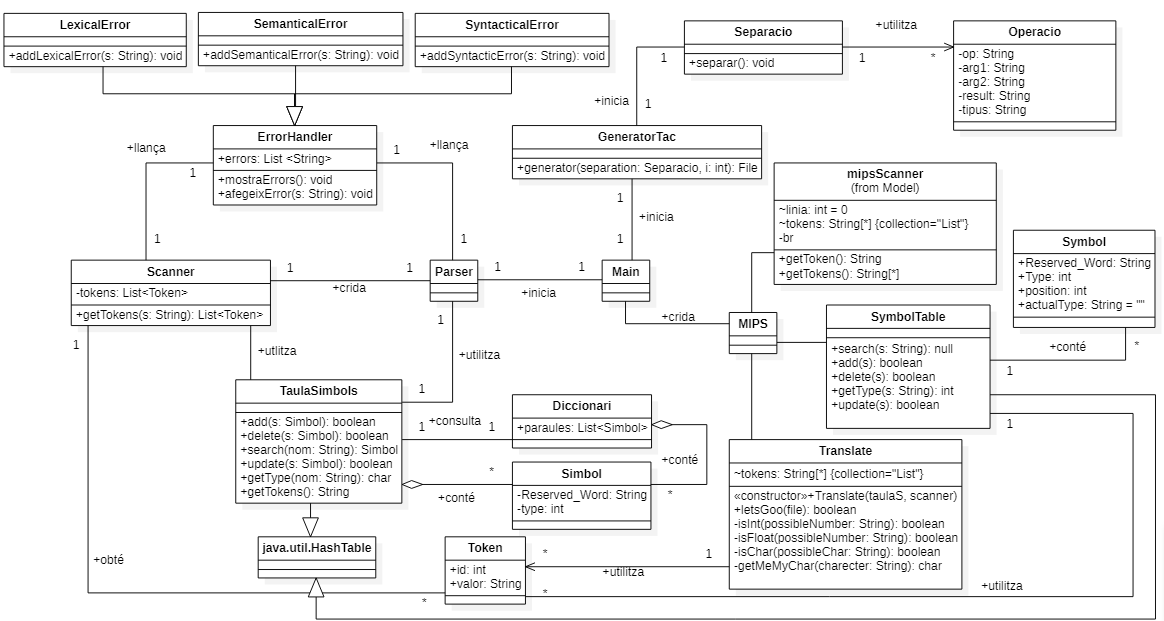 LexicalError
+addLexicalError(s: String): void
SemanticalError
+addSemanticalError(s: String): void
SyntacticalError
+addSyntacticError(s: String): void
Separacio
+separar(): void
+utilitza
1
*
Operacio
-op: String
-arg1: String
-arg2: String
-result: String
-tipus: String
1
+inicia
1
ErrorHandler
+errors: List <String>
+mostraErrors(): void
+afegeixError(s: String): void
+llança
1
1
1
+llança
1
GeneratorTac
+generator(separation: Separacio, i: int): File
1
+inicia
1
mipsScanner
(from Model)
~linia: int = 0
~tokens: String[*] {collection="List"}
-br
+getToken(): String
+getTokens(): String[*]
Symbol
+Reserved_Word: String
+Type: int
+position: int
+actualType: String = ""
Scanner
-tokens: List<Token>
+getTokens(s: String): List<Token>
1
+crida
1
Parser
1
+inicia
1
Main
+crida
MIPS
SymbolTable
+search(s: String): null
+add(s): boolean
+delete(s): boolean
+getType(s: String): int
+update(s): boolean
+conté
*
1
1
1
+utlitza
1
+utilitza
1
TaulaSimbols
+add(s: Simbol): boolean
+delete(s: Simbol): boolean
+search(nom: String): Simbol
+update(s: Simbol): boolean
+getType(nom: String): char
+getTokens(): String
1
+consulta
1
Diccionari
+paraules: List<Simbol>
+conté
*
*
+conté
Simbol
-Reserved_Word: String
-type: int
Translate
~tokens: String[*] {collection="List"}
«constructor»+Translate(taulaS, scanner)
+letsGoo(file): boolean
-isInt(possibleNumber: String): boolean
-isFloat(possibleNumber: String): boolean
-isChar(possibleChar: String): boolean
-getMeMyChar(charecter: String): char
java.util.HashTable
Token
+id: int
+valor: String
*
1
+utilitza
+obté
*
*
+utilitza